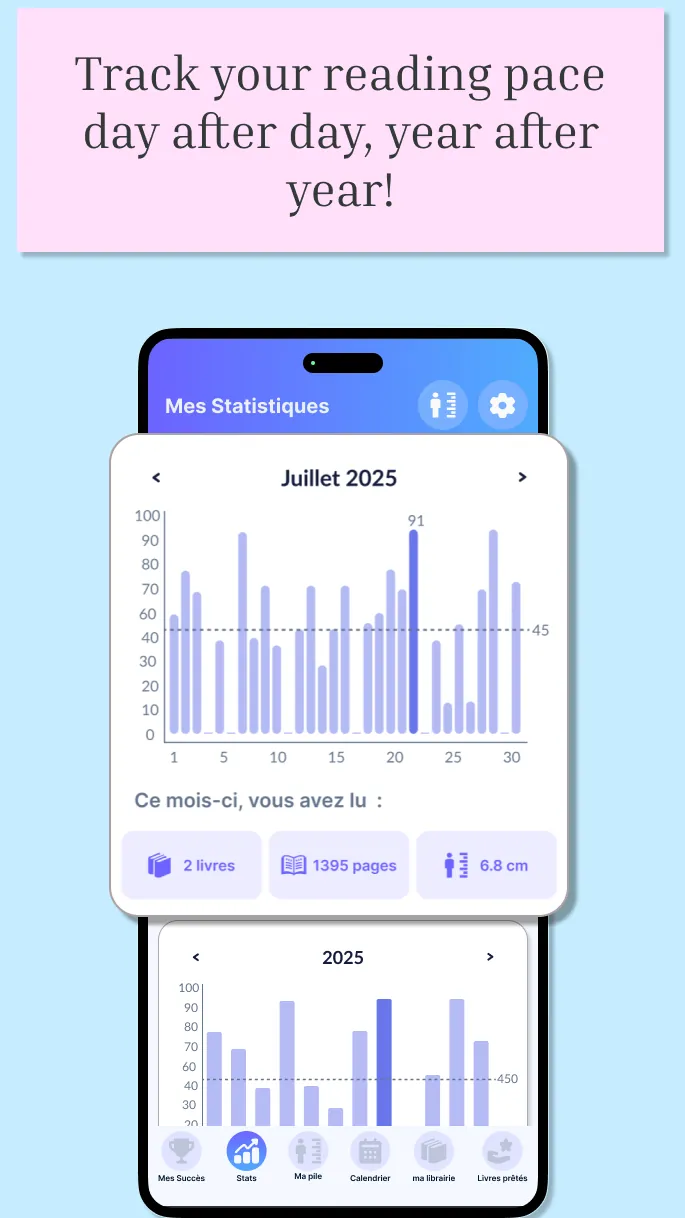 Track your reading pace
day after day, year after
year!
Mes Statistiques
< Juillet 2025 >
91
100
90
80
70
60
40
30
20
10
0
45
1 5 10 15 20 25 30
Ce mois-ci, vous avez lu :
2 livres 1395 pages 6.8 cm
< 2025 >
100
90
80
70
60
40
30
20
450
Mes Succès Stats Ma pile Calendrier ma librairie Livres prêtés